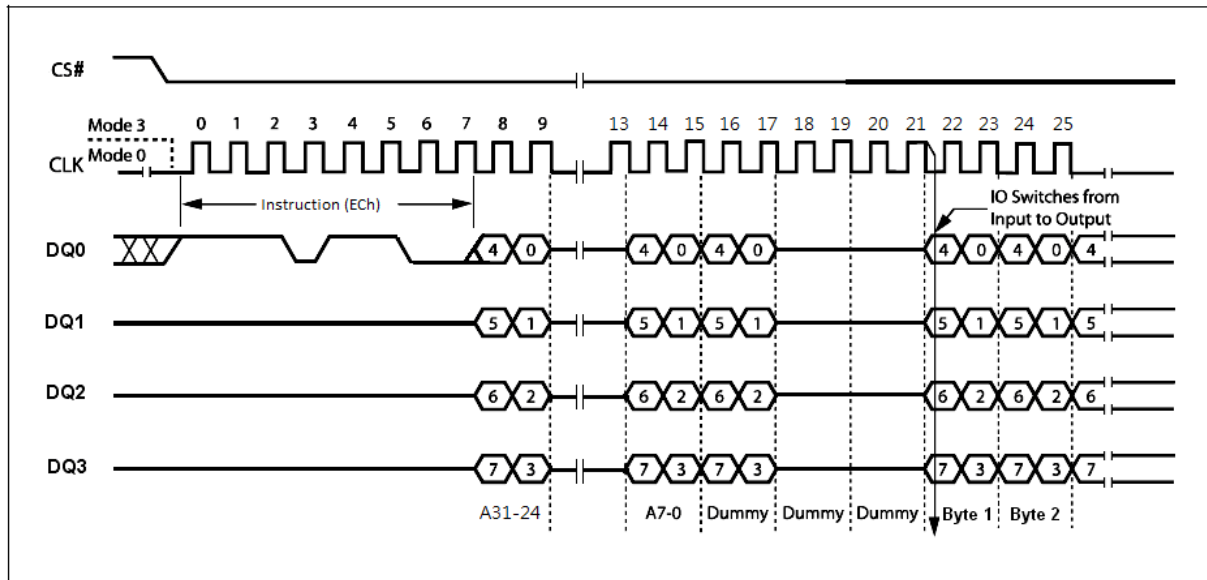 CS#
Mode 3
0 1 2 3 4 5 6 7 8 9 13 14 15 16 17 18 19 20 21 22 23 24 25
CLK
Mode 0
Instruction (ECh)
IO Switches from
Input to Output
DQ0
4 0 4 0 4 0 4 0 4 0 4
DQ1
5 1 5 1 5 1 5 1 5 1 5
DQ2
6 2 6 2 6 2 6 2 6 2 6
DQ3
7 3 7 3 7 3 7 3 7 3 7
A31-24 A7-0 Dummy Dummy Dummy Byte 1 Byte 2